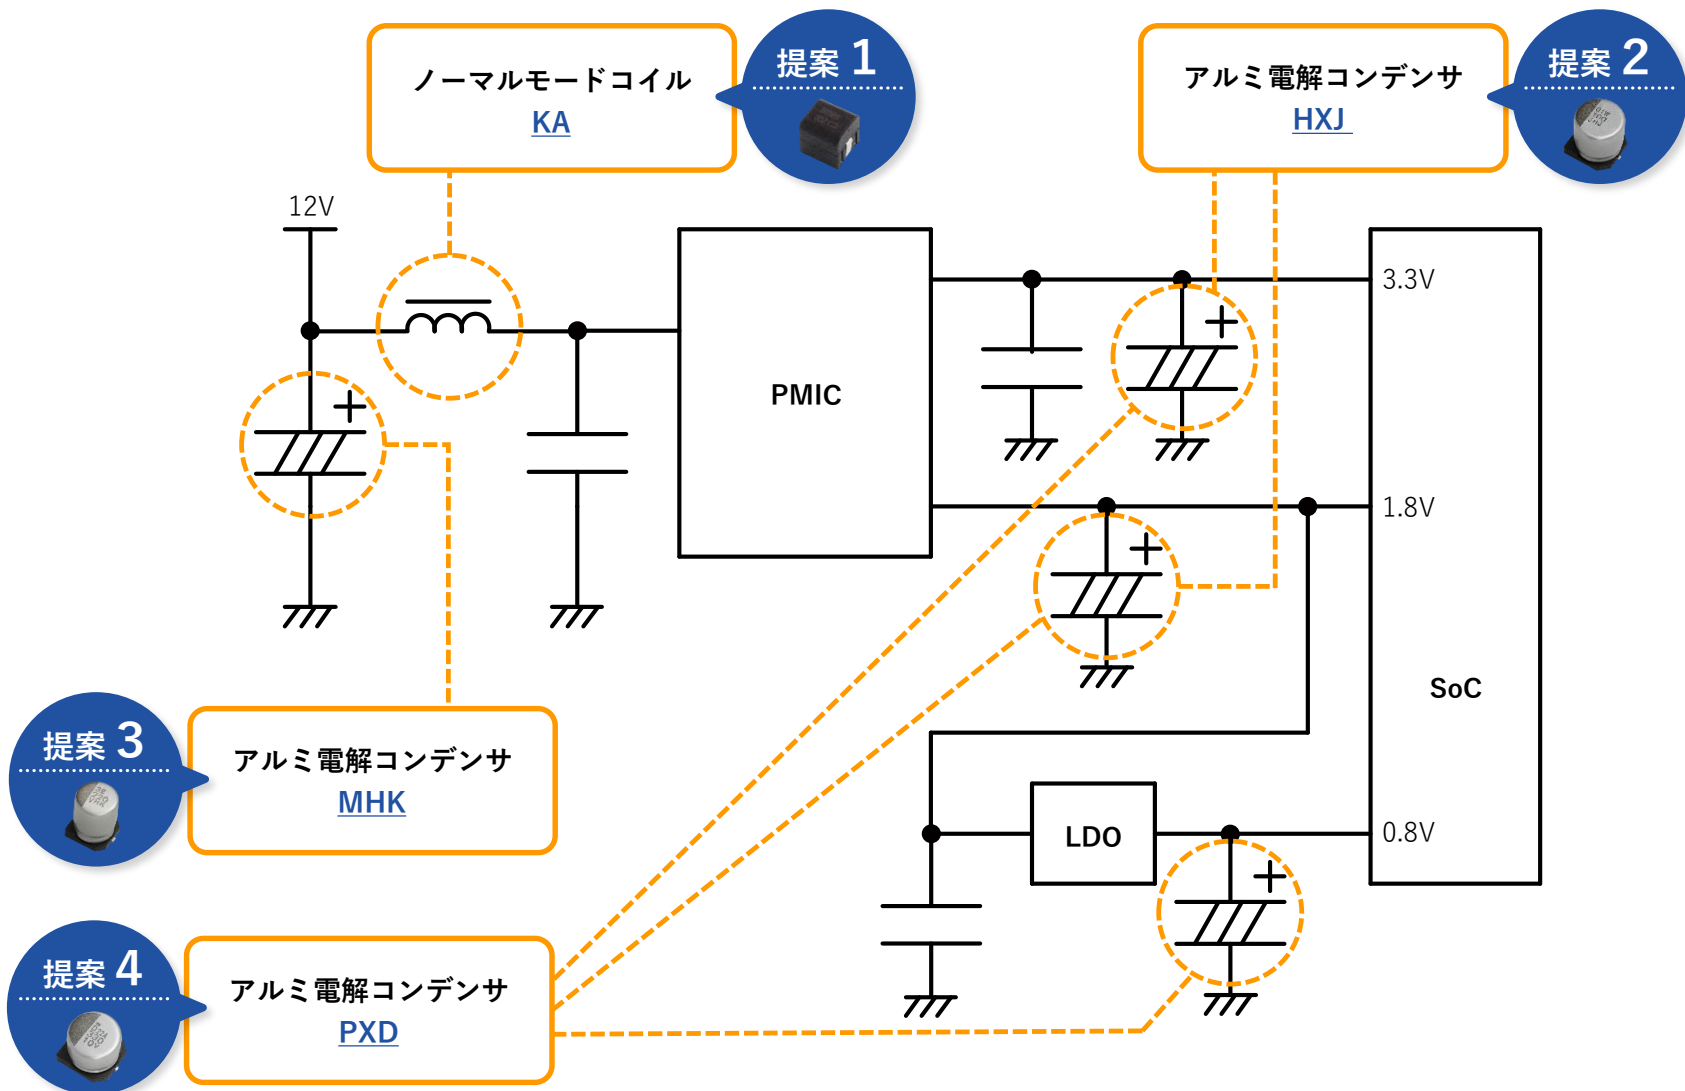 ノーマルモードコイル
KA
提案 1
アルミ電解コンデンサ
HXJ
提案 2
12V
PMIC
3.3V
1.8V
SoC
提案 3
アルミ電解コンデンサ
MHK
LDO
0.8V
提案 4
アルミ電解コンデンサ
PXD